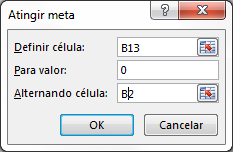 Atingir meta
Definir célula: B13
Para valor: 0
Alternando célula: B2
OK Cancelar